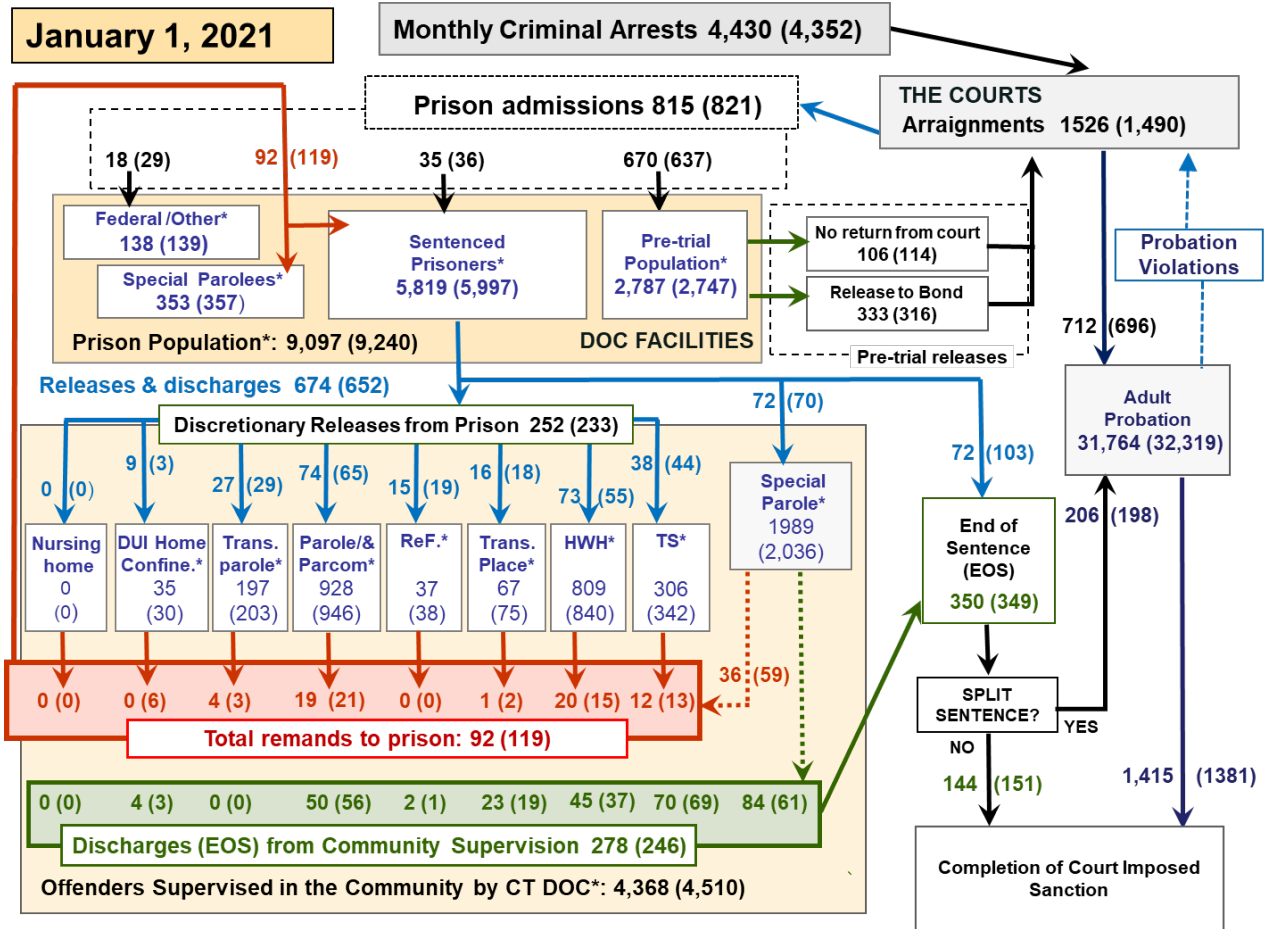 January 1, 2021
Monthly Criminal Arrests 4,430 (4,352)
Prison admissions 815 (821)
THE COURTS
Arraignments 1526 (1,490)
18 (29)
92 (119)
35 (36)
670 (637)
Federal /Other*
138 (139)
Special Parolees*
353 (357)
Sentenced
Prisoners*
5,819 (5,997)
Pre-trial
Population*
2,787 (2,747)
No return from court
106 (114)
Release to Bond
333 (316)
Pre-trial releases
Probation
Violations
Prison Population*: 9,097 (9,240)
DOC FACILITIES
712 (696)
Releases & discharges 674 (652)
72 (70)
Adult
Probation
31,764 (32,319)
Discretionary Releases from Prison 252 (233)
0 (0)
9 (3)
27 (29)
74 (65)
15 (19)
16 (18)
73 (55)
38 (44)
72 (103)
206 (198)
Nursing
home
0
(0)
DUI Home
Confine.*
35
(30)
Trans.
parole*
197
(203)
Parole/&
Parcom*
928
(946)
ReF.*
37
(38)
Trans.
Place*
67
(75)
HWH*
809
(840)
TS*
306
(342)
Special
Parole*
1989
(2,036)
End of
Sentence
(EOS)
350 (349)
36 (59)
0 (0)
0 (6)
4 (3)
19 (21)
0 (0)
1 (2)
20 (15)
12 (13)
Total remands to prison: 92 (119)
SPLIT
SENTENCE?
YES
NO
144 (151)
1,415 (1381)
0 (0)
4 (3)
0 (0)
50 (56)
2 (1)
23 (19)
45 (37)
70 (69)
84 (61)
Discharges (EOS) from Community Supervision 278 (246)
Offenders Supervised in the Community by CT DOC*: 4,368 (4,510)
Completion of Court Imposed
Sanction